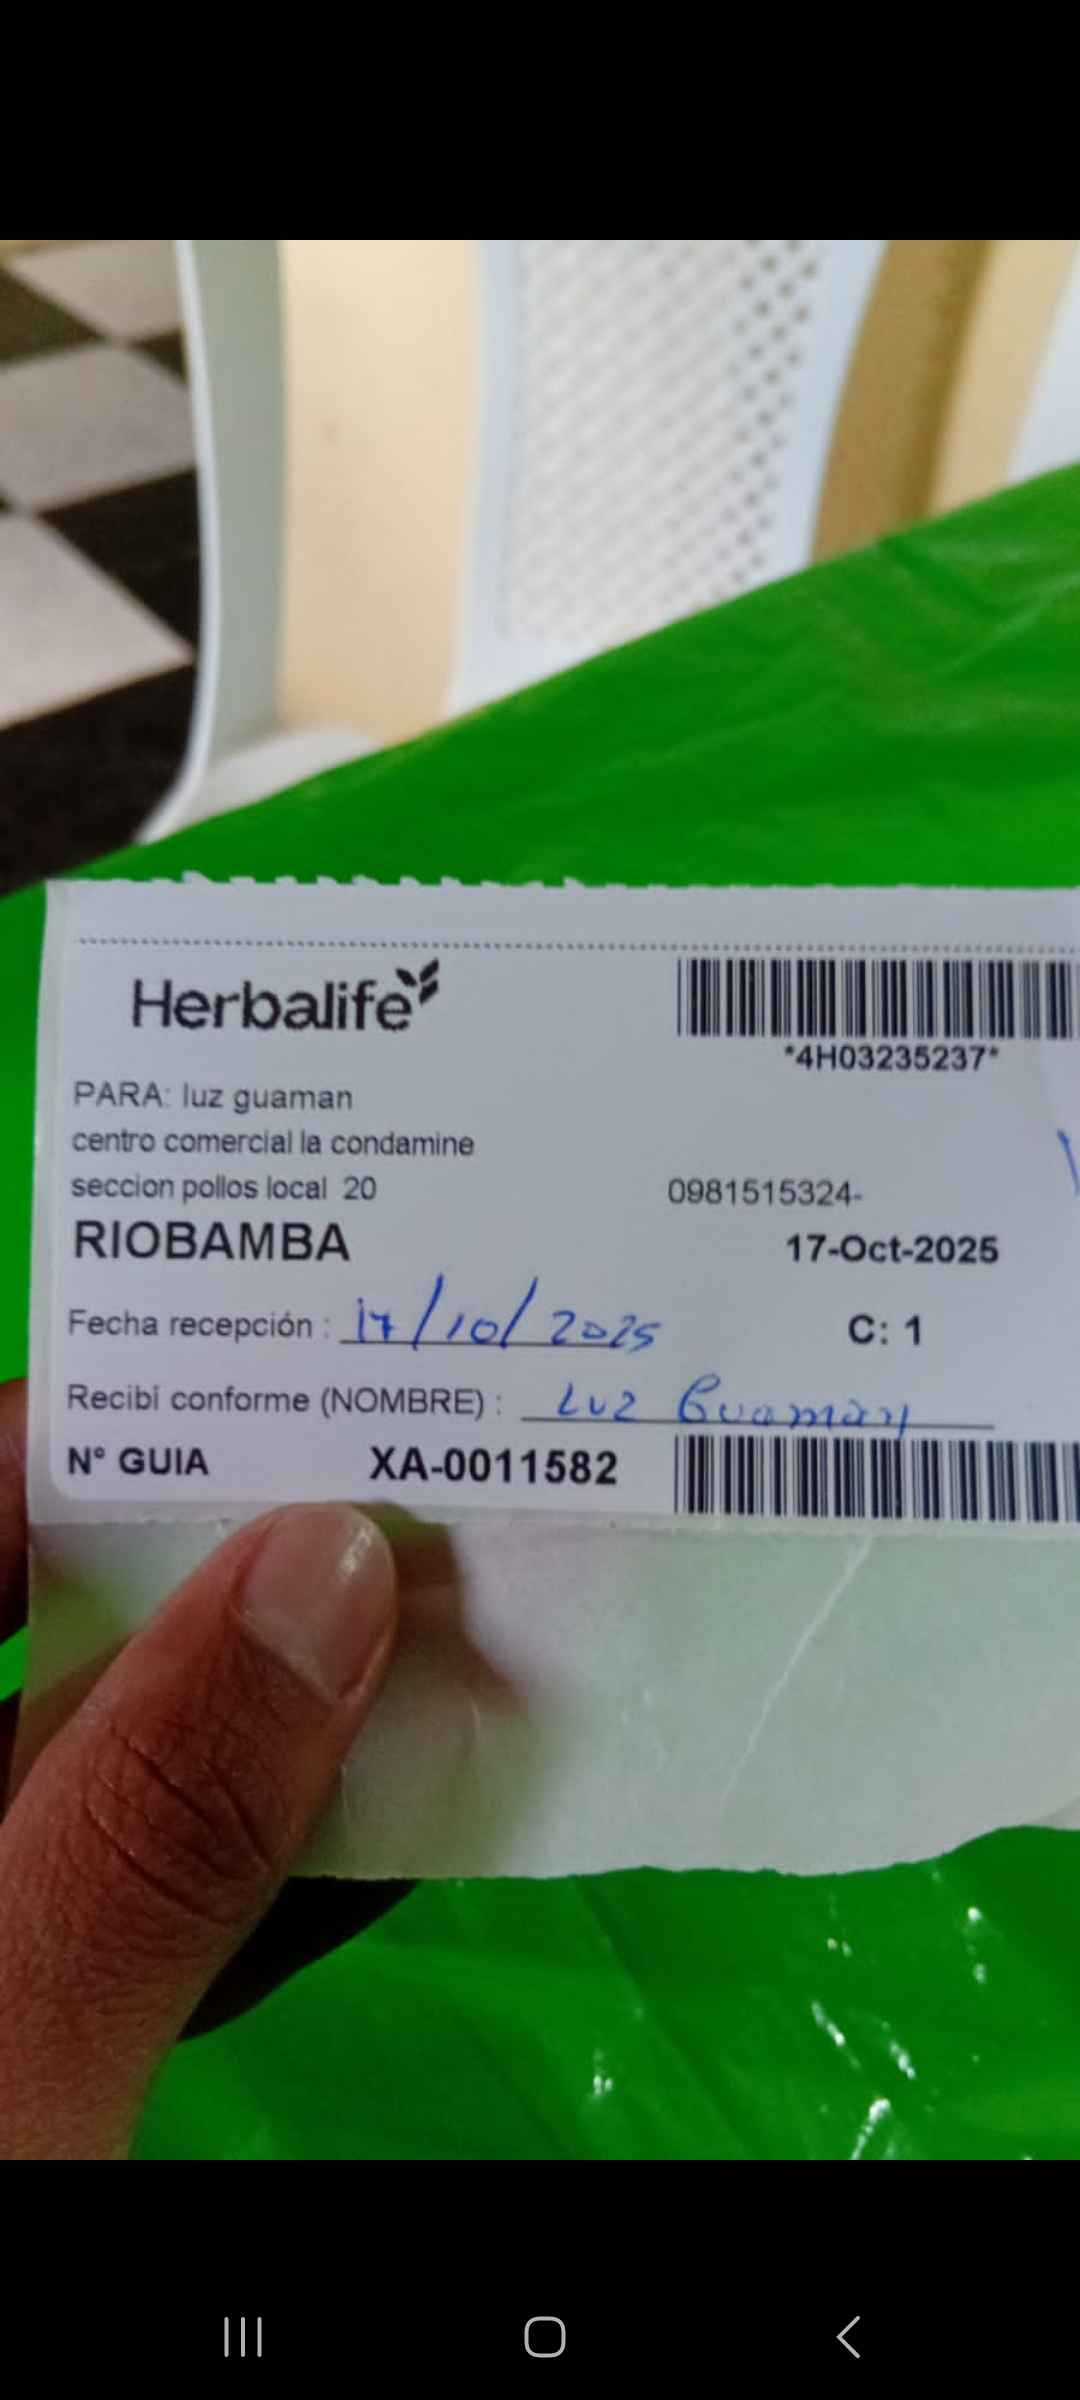 Herbalife
*4H03235237*
PARA: luz guaman
centro comercial la condamine
seccion pollos local 20
0981515324-
RIOBAMBA
17-Oct-2025
Fecha recepción : 17/10/2025
C: 1
Recibí conforme (NOMBRE) : Luz Guaman
N° GUIA XA-0011582